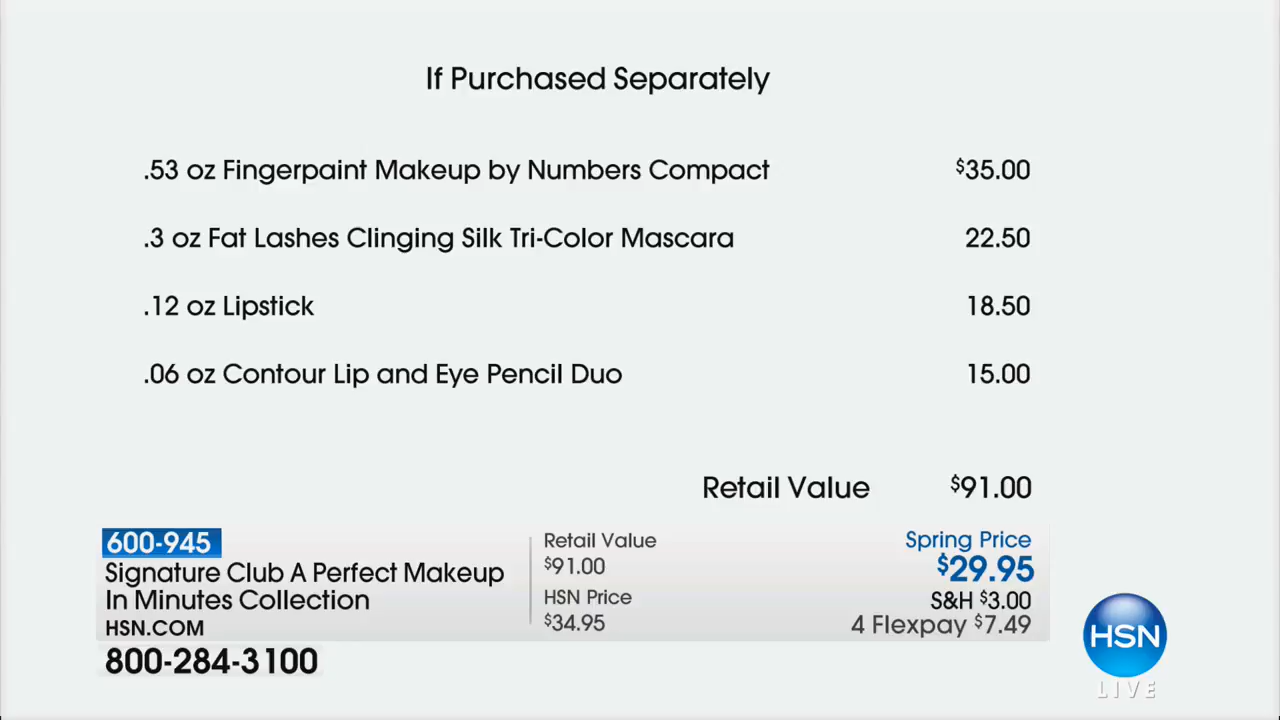 If Purchased Separately
.53 oz Fingerpaint Makeup by Numbers Compact $35.00
.3 oz Fat Lashes Clinging Silk Tri-Color Mascara 22.50
.12 oz Lipstick 18.50
.06 oz Contour Lip and Eye Pencil Duo 15.00
Retail Value $91.00
600-945
Signature Club A Perfect Makeup
In Minutes Collection
HSN.COM
800-284-3100
Retail Value
$91.00
HSN Price
$34.95
Spring Price
$29.95
S&H $3.00
4 Flexpay $7.49
HSN
LIVE